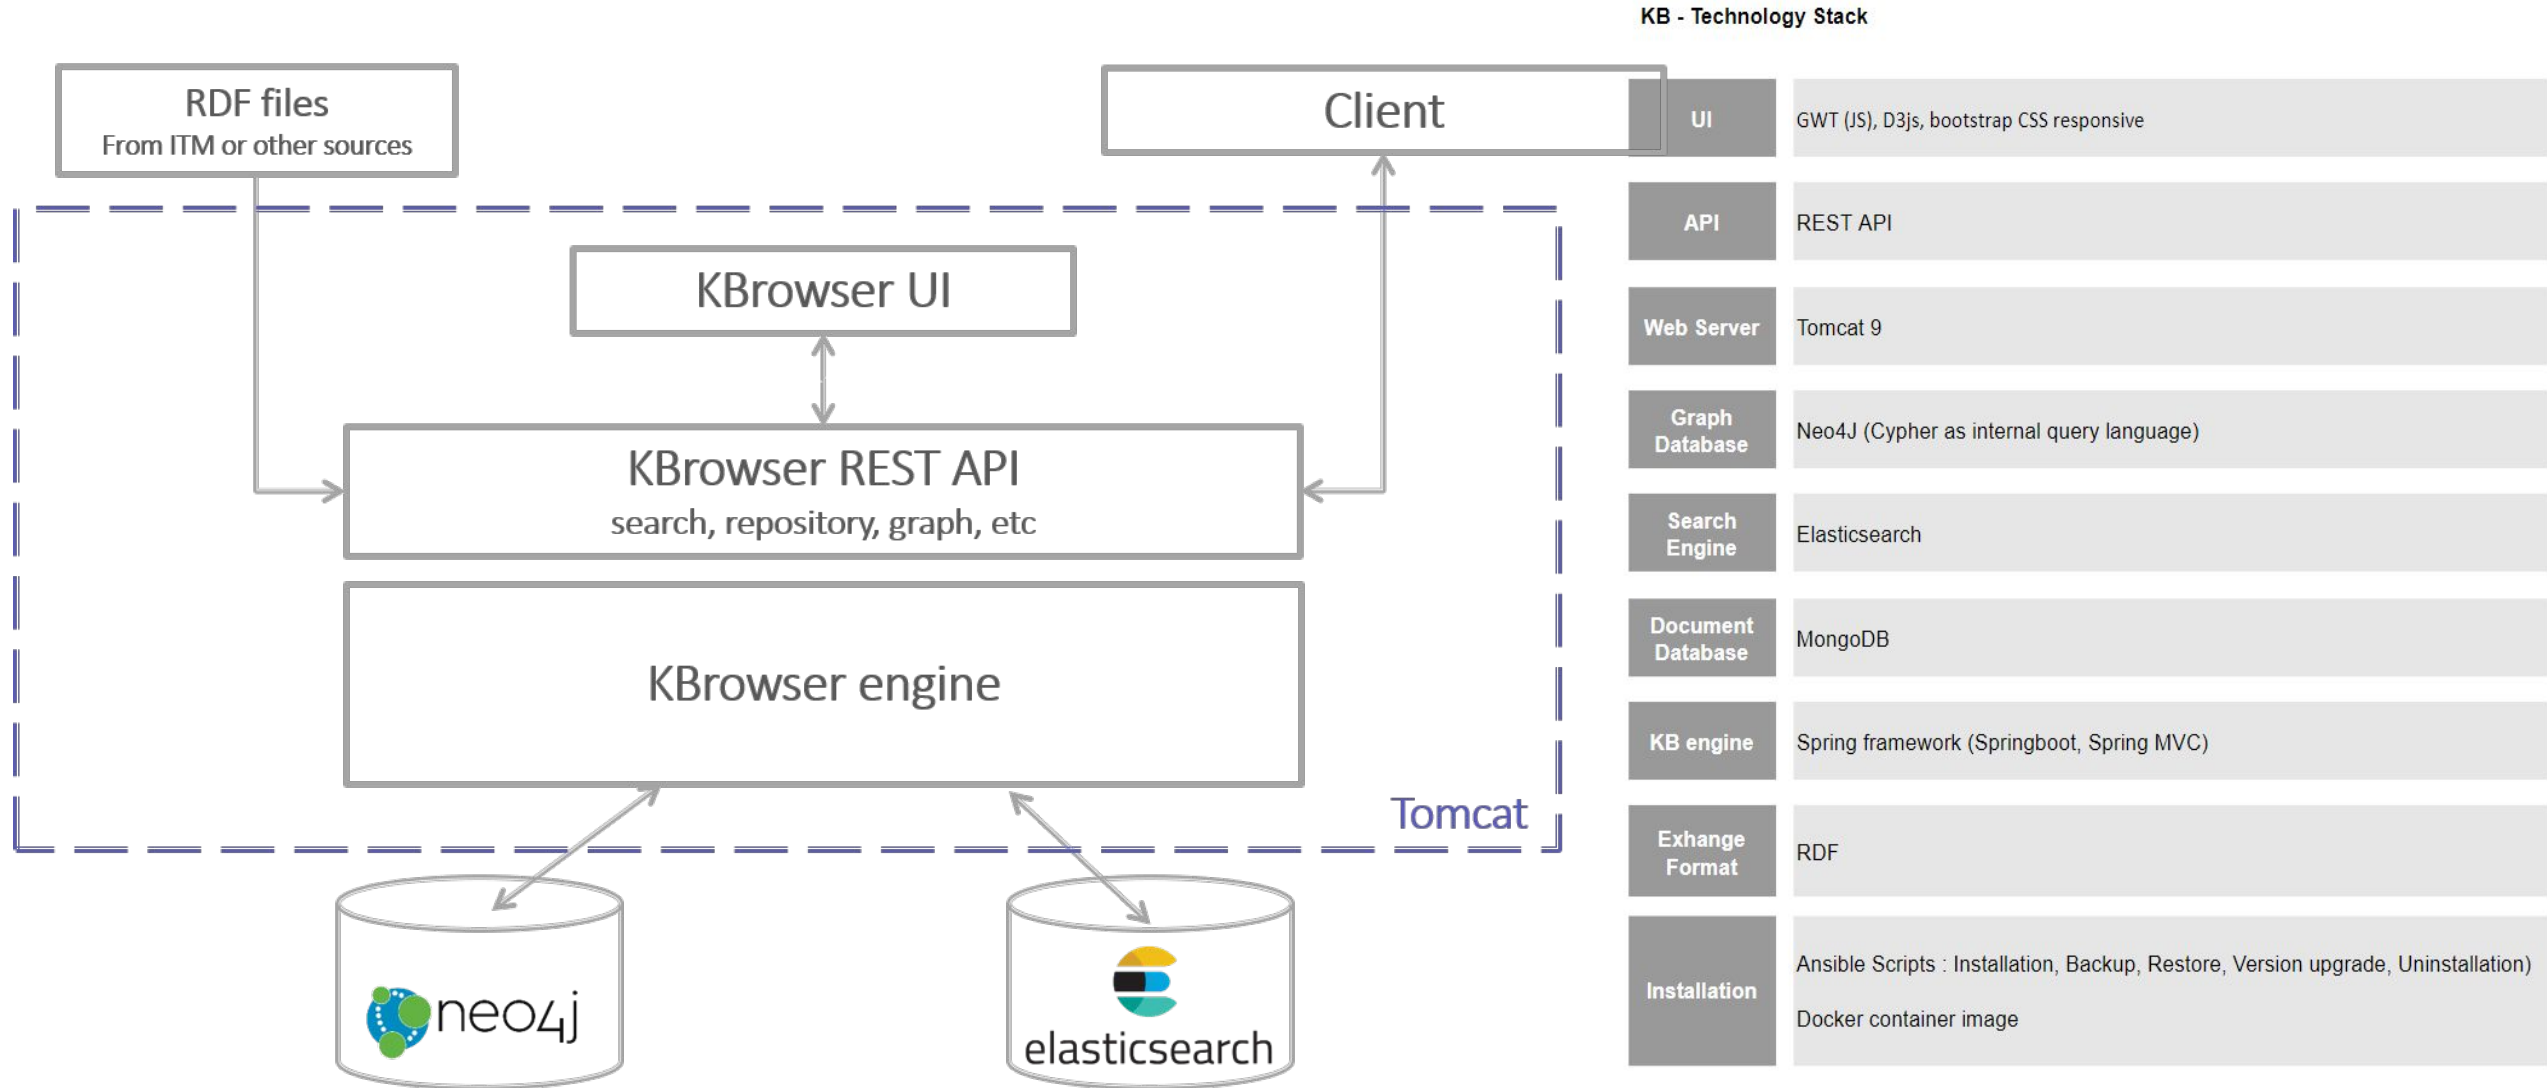 KB - Technology Stack
RDF files
From ITM or other sources
Client
KBrowser UI
KBrowser REST API
search, repository, graph, etc
KBrowser engine
Tomcat
neo4j
elasticsearch
UI
GWT (JS), D3js, bootstrap CSS responsive
API
REST API
Web Server
Tomcat 9
Graph
Database
Neo4J (Cypher as internal query language)
Search
Engine
Elasticsearch
Document
Database
MongoDB
KB engine
Spring framework (Springboot, Spring MVC)
Exhange
Format
RDF
Installation
Ansible Scripts : Installation, Backup, Restore, Version upgrade, Uninstallation)
Docker container image